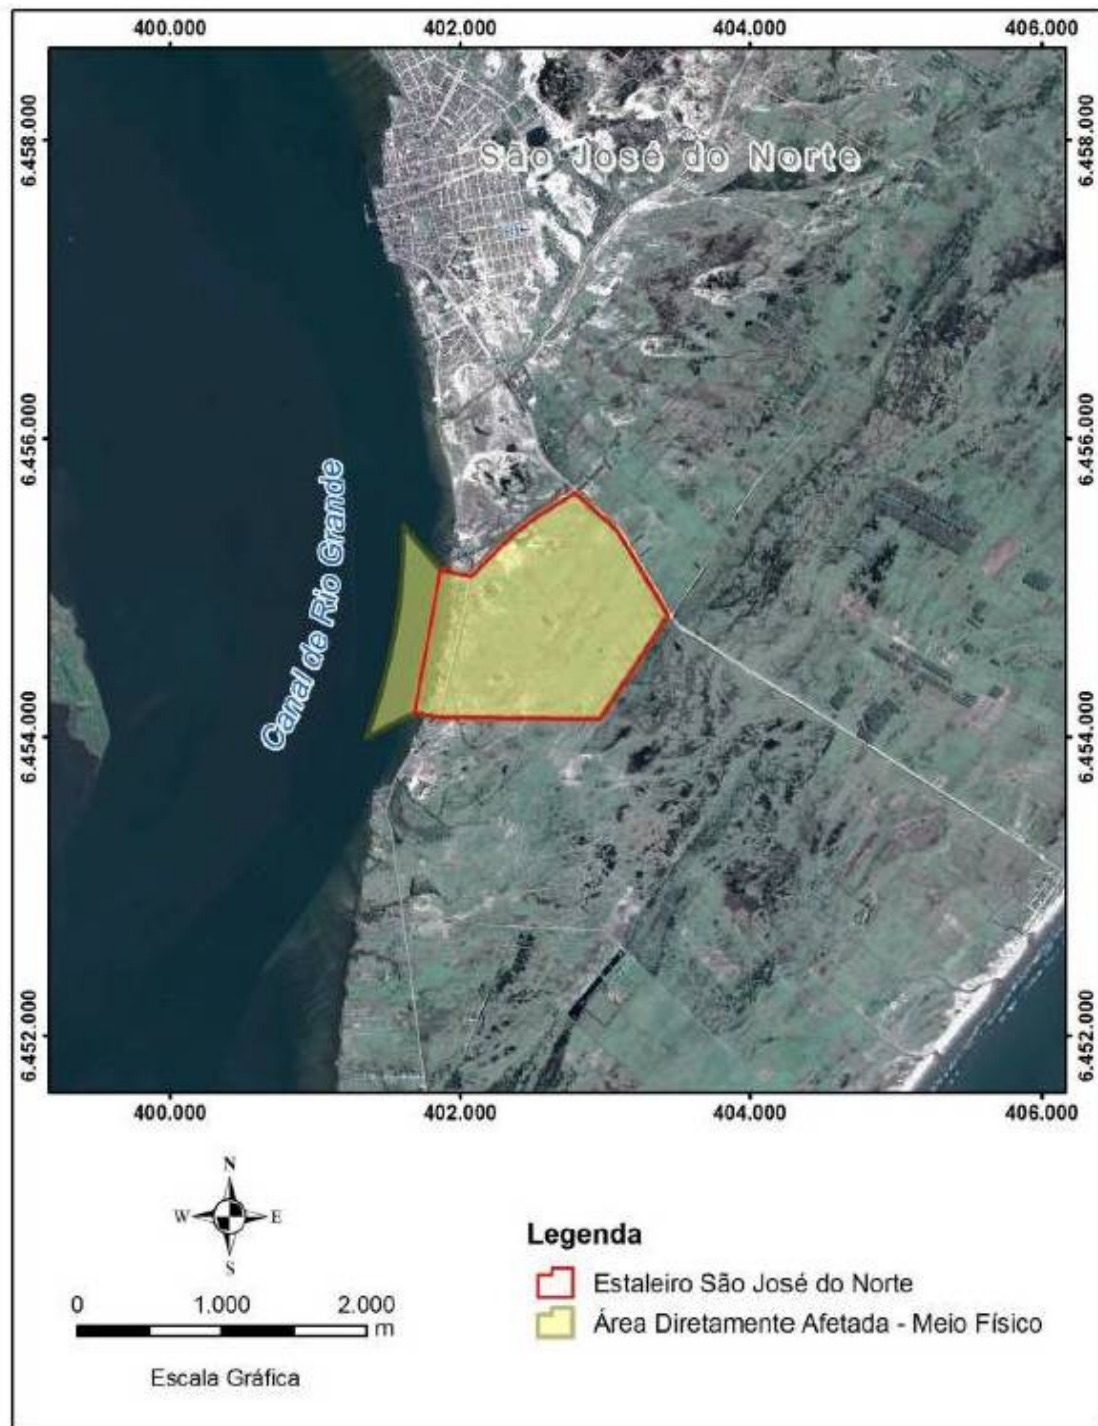 400.000 402.000 404.000 406.000
6.458.000
6.458.000
São José do Norte
6.456.000
6.456.000
Canal de Rio Grande
6.454.000
6.454.000
6.452.000
6.452.000
400.000 402.000 404.000 406.000
N
W E
S
0 1.000 2.000
m
Escala Gráfica
Legenda
Estaleiro São José do Norte
Área Diretamente Afetada - Meio Físico